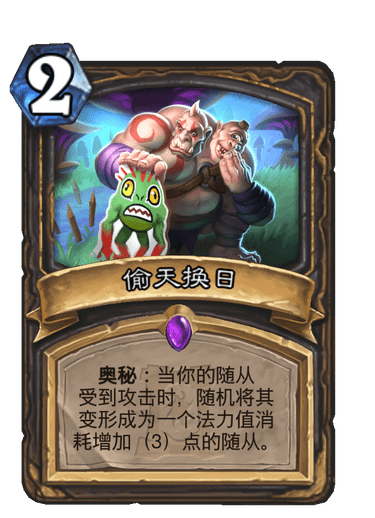 2
偷天换日
奥秘：当你的随从
受到攻击时，随机将其
变形成为一个法力值消
耗增加（3）点的随从。